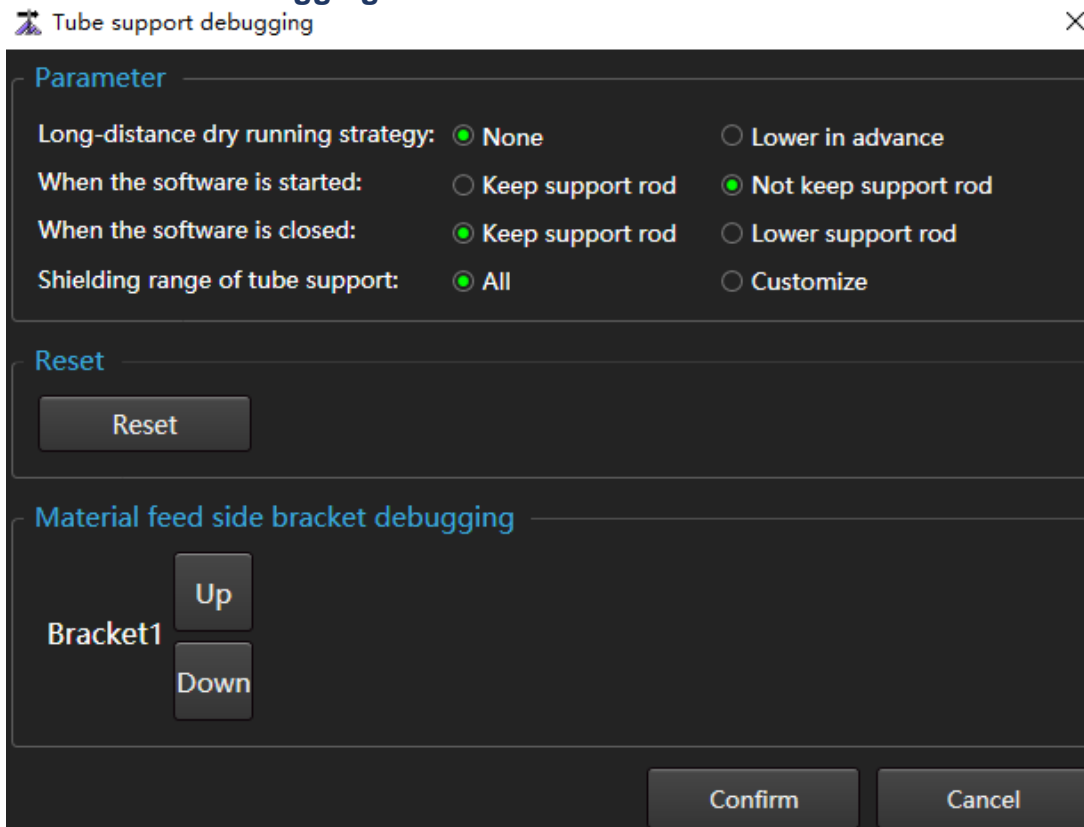 Tube support debugging
Parameter
Long-distance dry running strategy: None Lower in advance
When the software is started: Keep support rod Not keep support rod
When the software is closed: Keep support rod Lower support rod
Shielding range of tube support: All Customize
Reset
Reset
Material feed side bracket debugging
Up
Bracket1
Down
Confirm Cancel